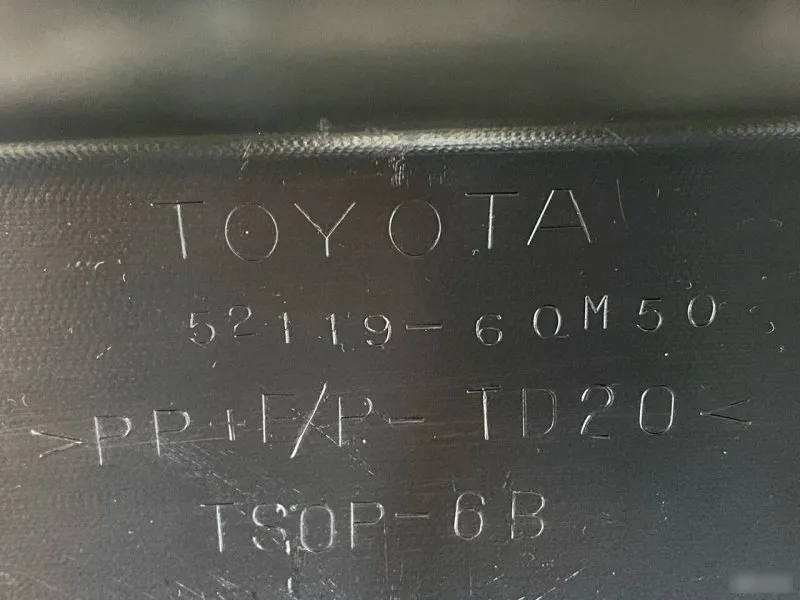 TOYOTA
52119-60M50
>PP+E/P-TD20<
TSOP-6B